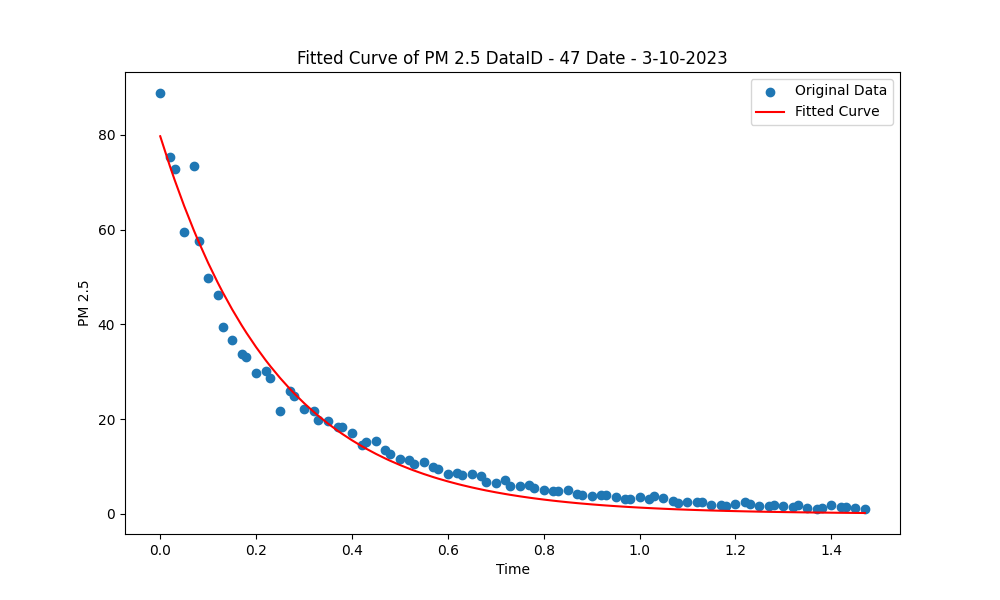 Fitted Curve of PM 2.5 DataID - 47 Date - 3-10-2023
Original Data
Fitted Curve
80
60
40
20
0
PM 2.5
0.0 0.2 0.4 0.6 0.8 1.0 1.2 1.4
Time